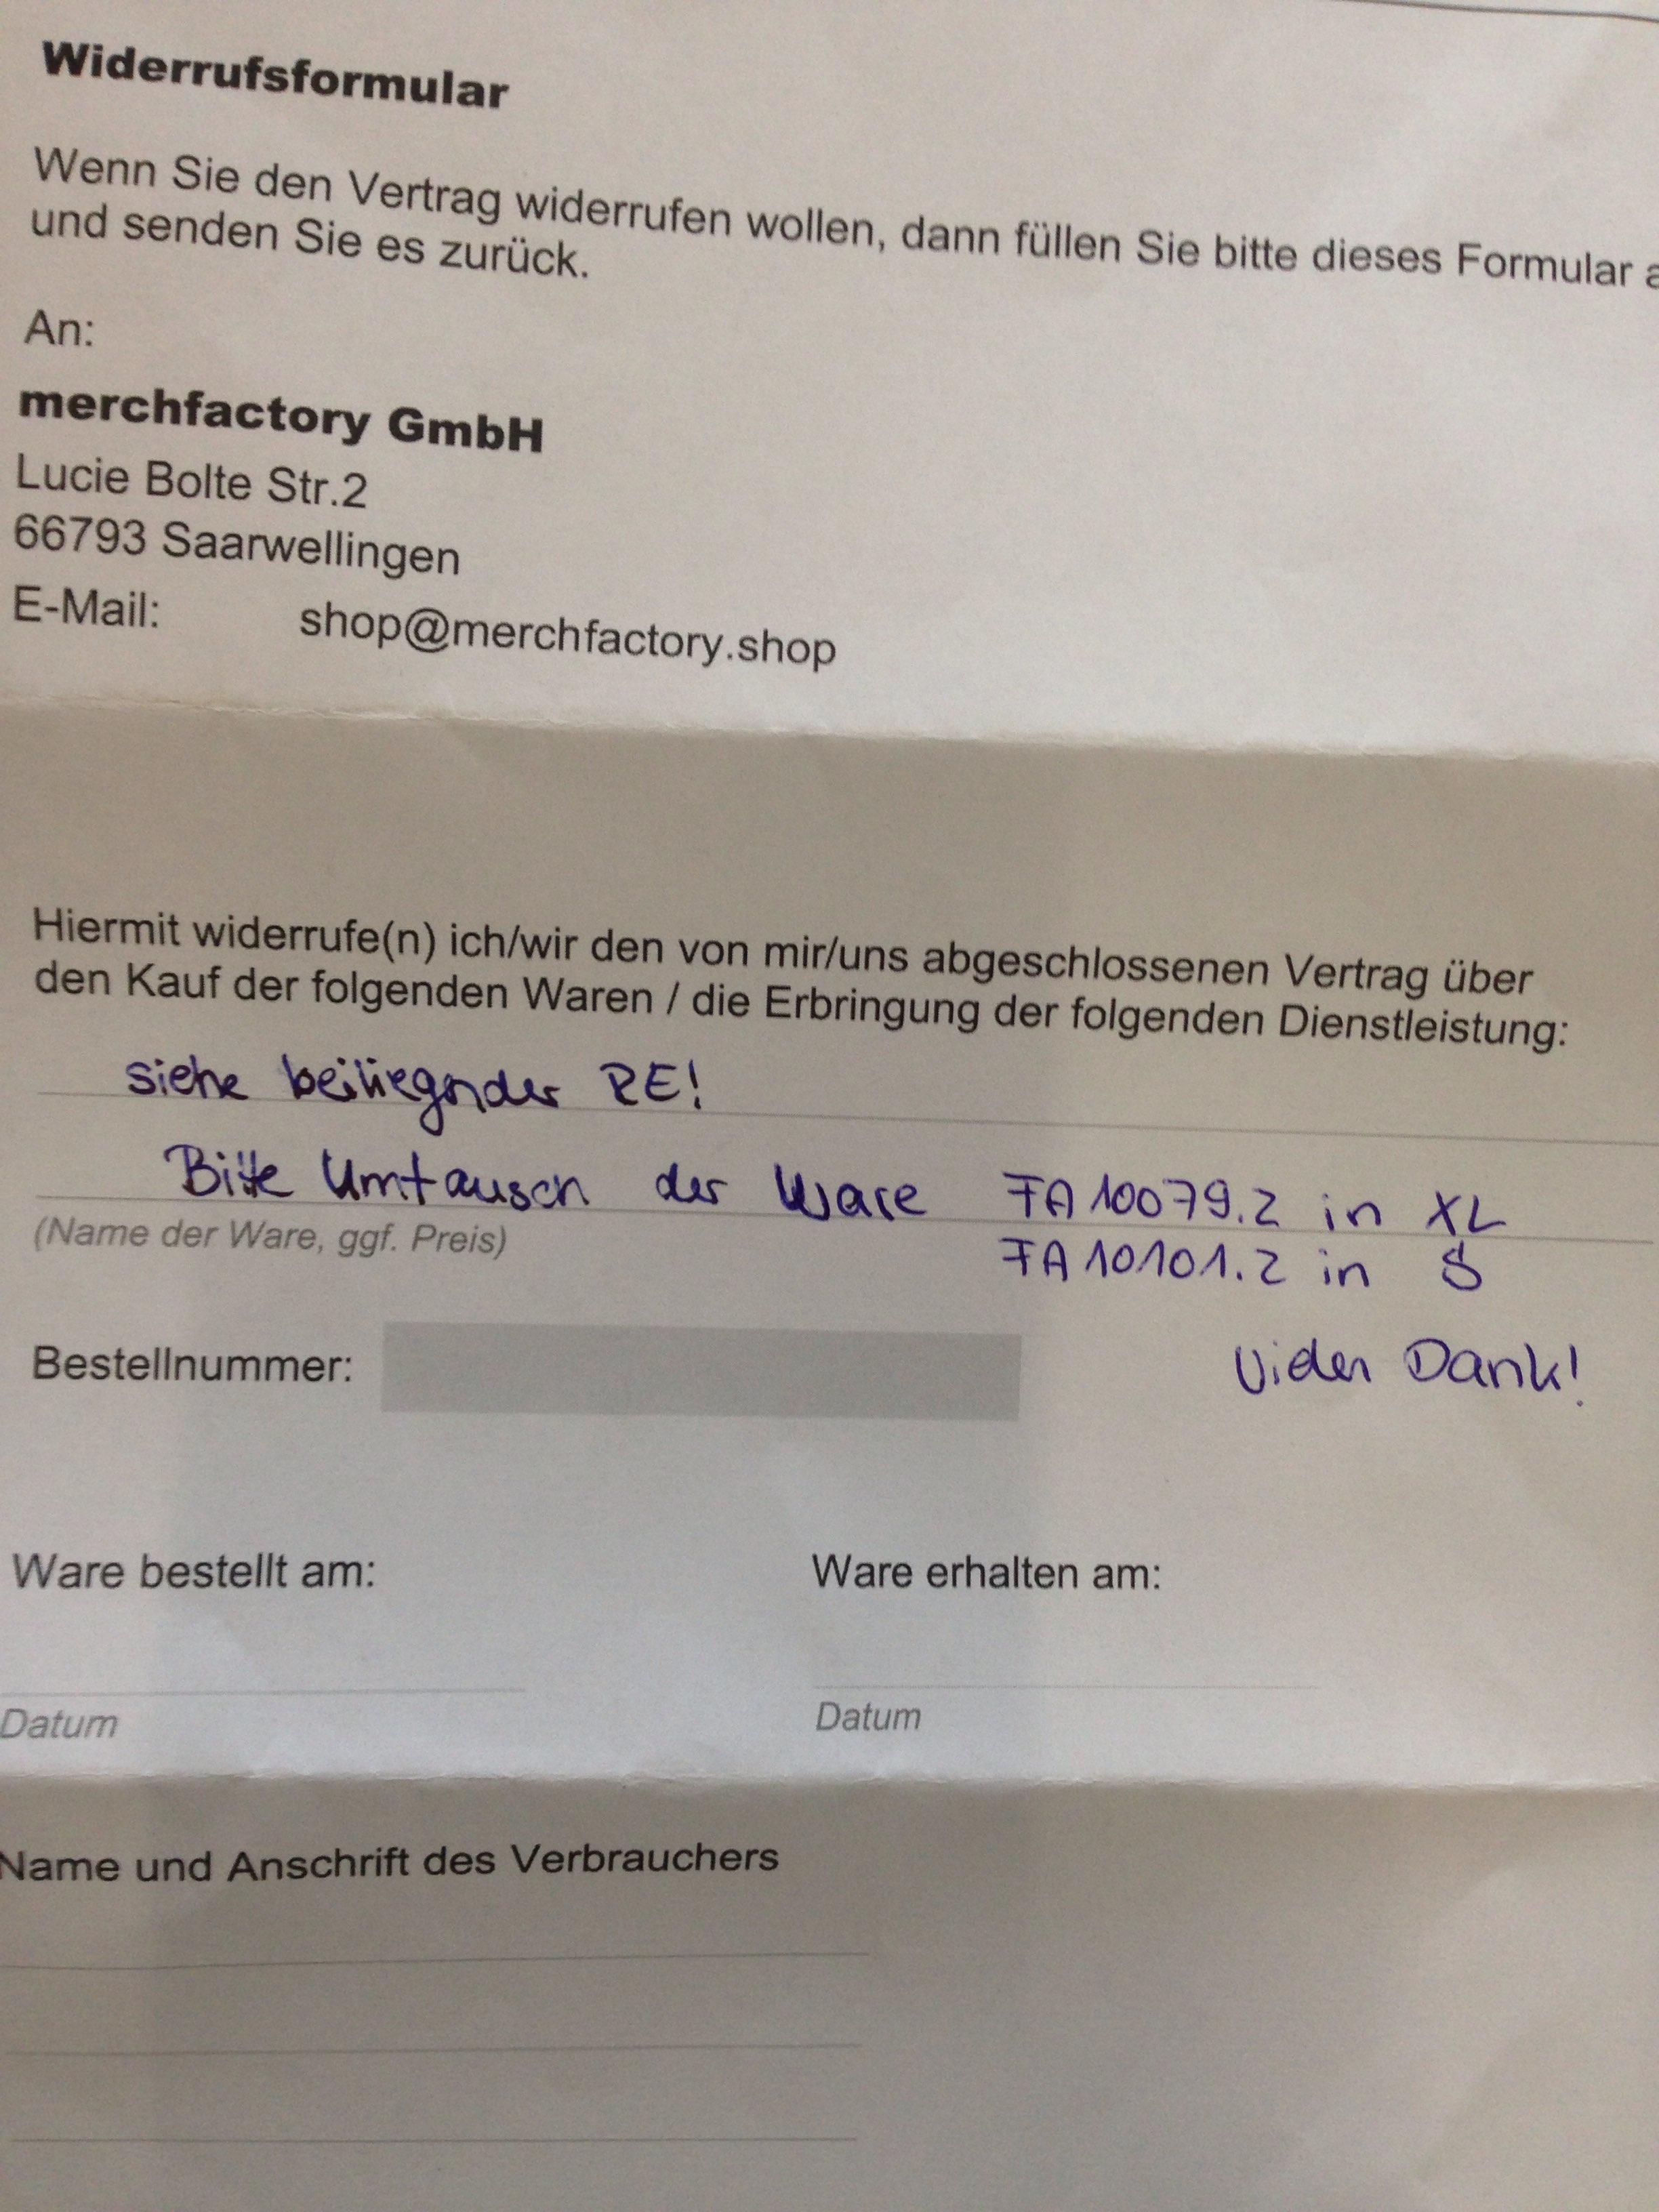 Widerrufsformular
Wenn Sie den Vertrag widerrufen wollen, dann füllen Sie bitte dieses Formular a
und senden Sie es zurück.
An:
merchfactory GmbH
Lucie Bolte Str.2
66793 Saarwellingen
E-Mail: shop@merchfactory.shop
Hiermit widerrufe(n) ich/wir den von mir/uns abgeschlossenen Vertrag über
den Kauf der folgenden Waren / die Erbringung der folgenden Dienstleistung:
siehe beiliegender RE!
Bitte Umtausch der Ware FA10079.2 in XL
(Name der Ware, ggf. Preis)
FA10101.2 in S
Bestellnummer:
Vielen Dank!
Ware bestellt am: Ware erhalten am:
Datum Datum
Name und Anschrift des Verbrauchers